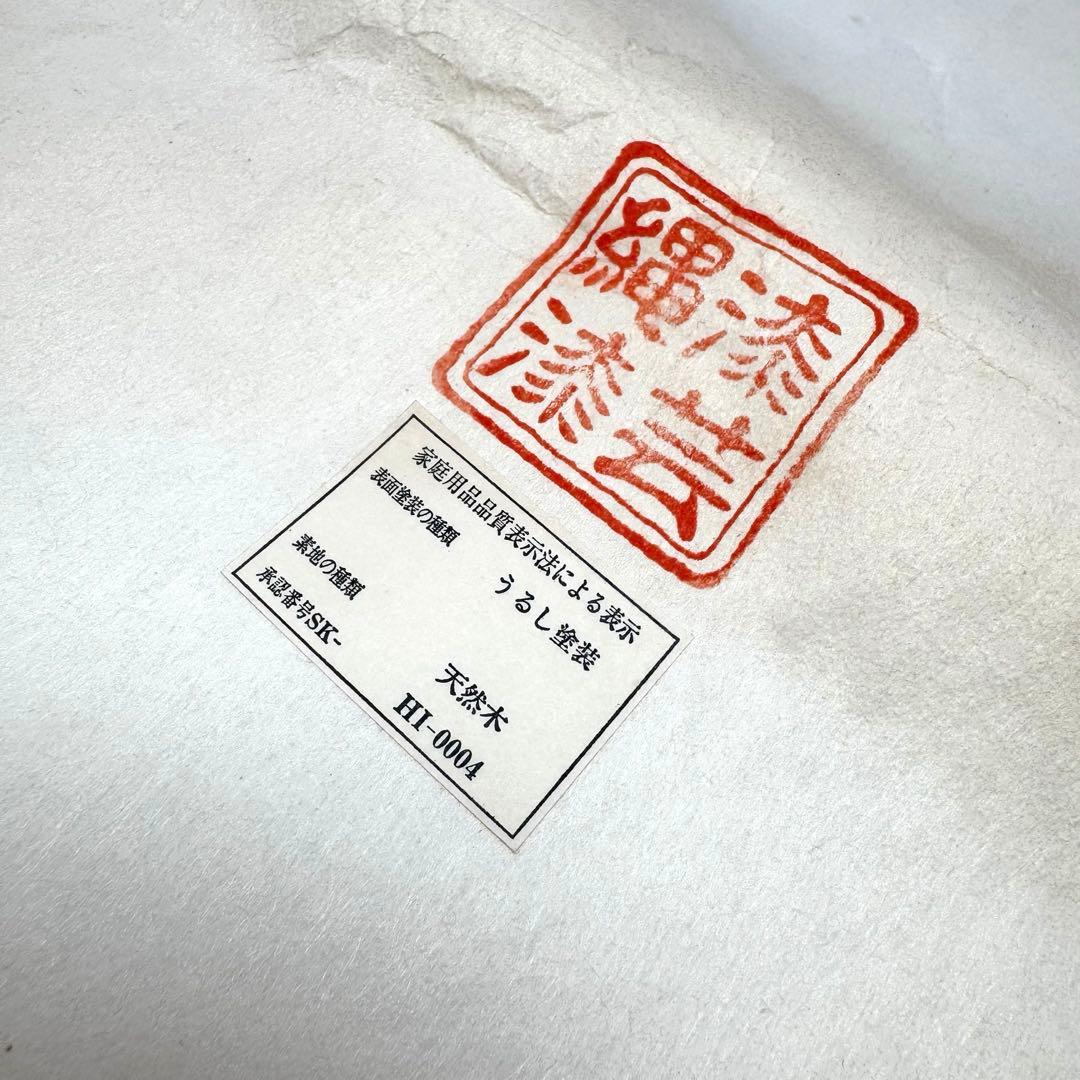 漆芸
縄漆
家庭用品品質表示法による表示
表面塗装の種類
うるし塗装
素地の種類
天然木
承認番号SK-
HI-0004